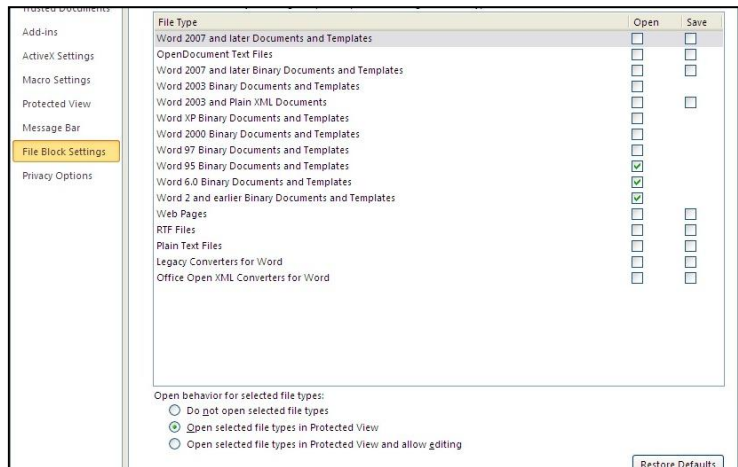 Trusted Documents
Add-ins
ActiveX Settings
Macro Settings
Protected View
Message Bar
File Block Settings
Privacy Options
File Type Open Save
Word 2007 and later Documents and Templates
OpenDocument Text Files
Word 2007 and later Binary Documents and Templates
Word 2003 Binary Documents and Templates
Word 2003 and Plain XML Documents
Word XP Binary Documents and Templates
Word 2000 Binary Documents and Templates
Word 97 Binary Documents and Templates
Word 95 Binary Documents and Templates
Word 6.0 Binary Documents and Templates
Word 2 and earlier Binary Documents and Templates
Web Pages
RTF Files
Plain Text Files
Legacy Converters for Word
Office Open XML Converters for Word
Open behavior for selected file types:
Do not open selected file types
Open selected file types in Protected View
Open selected file types in Protected View and allow editing
Restore Defaults